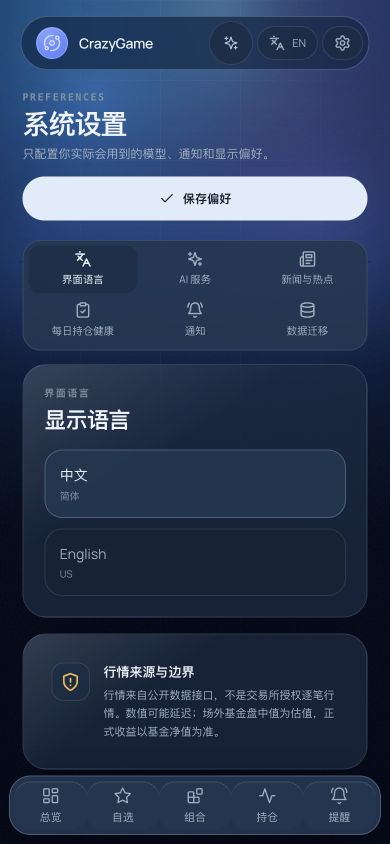 CrazyGame
EN
PREFERENCES
系统设置
只配置你实际会用到的模型、通知和显示偏好。
保存偏好
界面语言
AI 服务
新闻与热点
每日持仓健康
通知
数据迁移
界面语言
显示语言
中文
简体
English
US
行情来源与边界
行情来自公开数据接口，不是交易所授权逐笔行
情。数值可能延迟；场外基金盘中值为估值，正
式收益以基金净值为准。
总览
自选
组合
持仓
提醒